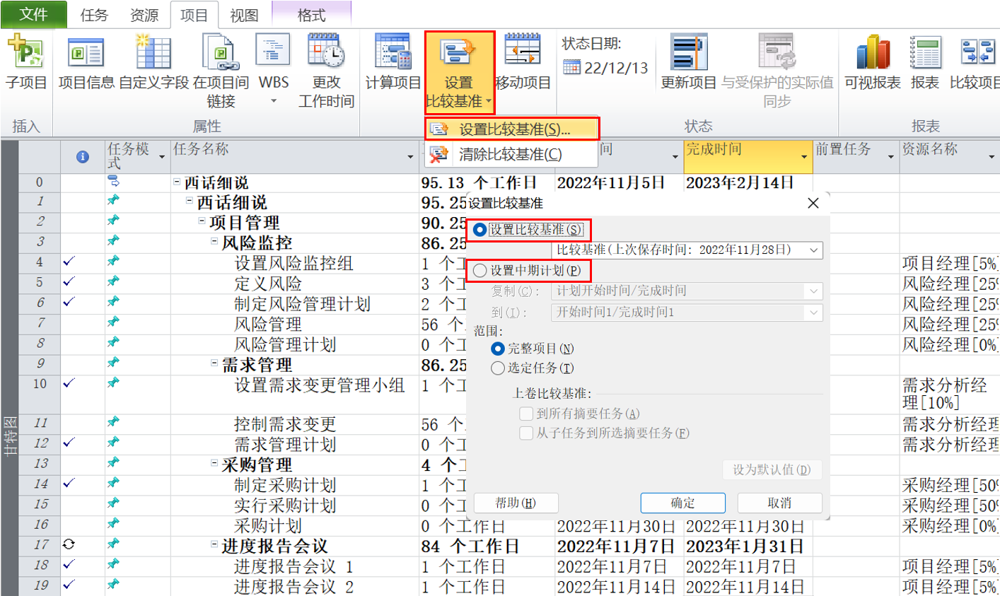 文件 任务 资源 项目 视图 格式
子项目 项目信息 自定义字段 在项目间 WBS 更改 计算项目 设置 移动项目 状态日期: 更新项目 与受保护的实际值 可视报表 报表 比较项目
链接 工作时间 比较基准 22/12/13 同步
插入 属性 状态 报表
设置比较基准(S)...
清除比较基准(C)
任务模式 任务名称 间 完成时间 前置任务 资源名称
0 西话细说 95.13 个工作日 2022年11月5日 2023年2月14日
1 西话细说 95.25
2 项目管理 90.25
3 风险监控 86.25
4 设置风险监控组 1 个工 项目经理[5%]
5 定义风险 3 个工 风险经理[25%
6 制定风险管理计划 2 个工 风险经理[25%
7 风险管理 56 个 风险经理[25%
8 风险管理计划 0 个工 风险经理[0%]
9 需求管理 86.25
10 设置需求变更管理小组 1 个工 需求分析经理[10%]
11 控制需求变更 56 个 需求分析经理
12 需求管理计划 0 个工 需求分析经理
13 采购管理 4 个工
14 制定采购计划 1 个工 采购经理[50%
15 实行采购计划 0 个工 采购经理[50%
16 采购计划 0 个工作日 2022年11月30日 2022年11月30日 采购经理[0%]
17 进度报告会议 84 个工作日 2022年11月7日 2023年1月31日
18 进度报告会议 1 1 个工作日 2022年11月7日 2022年11月7日 项目经理[5%]
19 进度报告会议 2 1 个工作日 2022年11月14日 2022年11月14日 项目经理[5%]
甘特图
设置比较基准
设置比较基准(S)
比较基准(上次保存时间: 2022年11月28日)
设置中期计划(P)
复制(C): 计划开始时间/完成时间
到(I): 开始时间1/完成时间1
范围:
完整项目(N)
选定任务(T)
上卷比较基准:
到所有摘要任务(A)
从子任务到所选摘要任务(F)
设为默认值(D)
帮助(H) 确定 取消